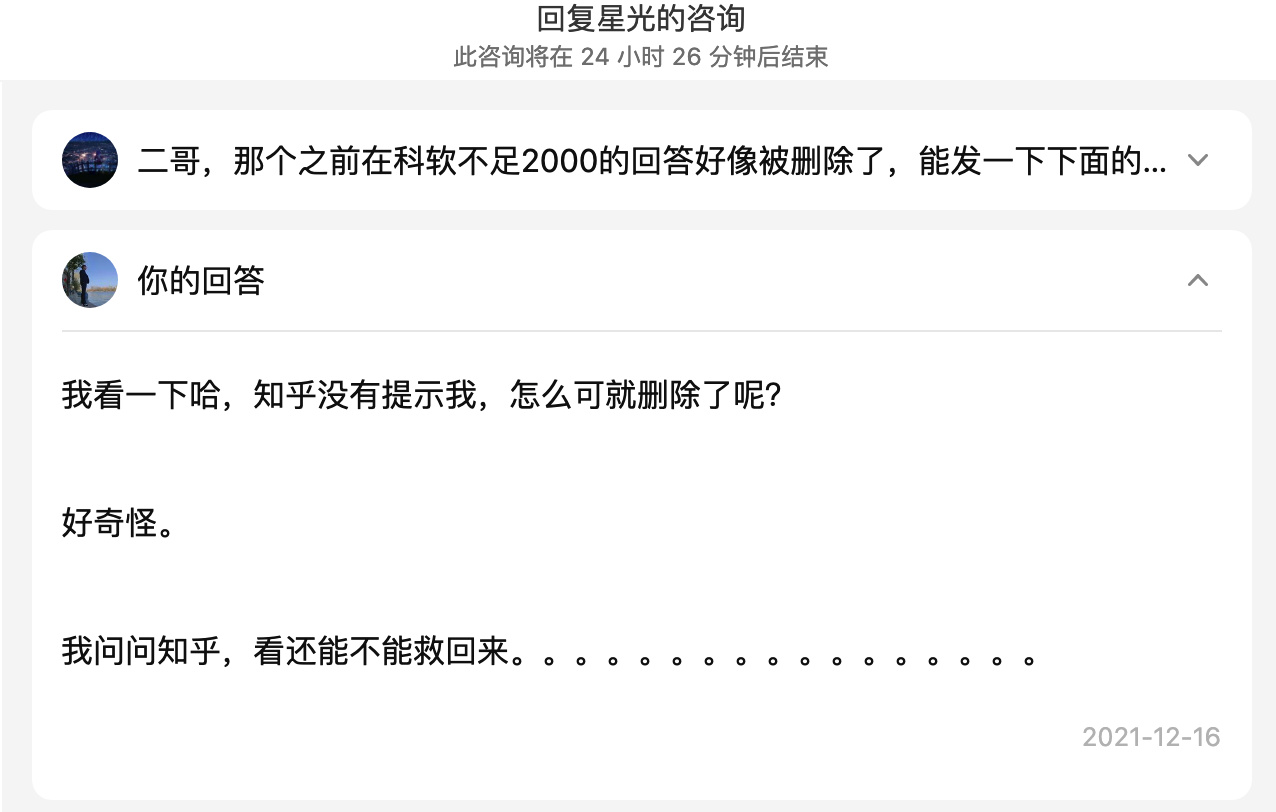 回复星光的咨询
此咨询将在 24 小时 26 分钟后结束
二哥，那个之前在科软不足2000的回答好像被删除了，能发一下下面的...
你的回答
我看一下哈，知乎没有提示我，怎么可就删除了呢？
好奇怪。
我问问知乎，看还能不能救回来。。。。。。。。。。。。。。。。。
2021-12-16